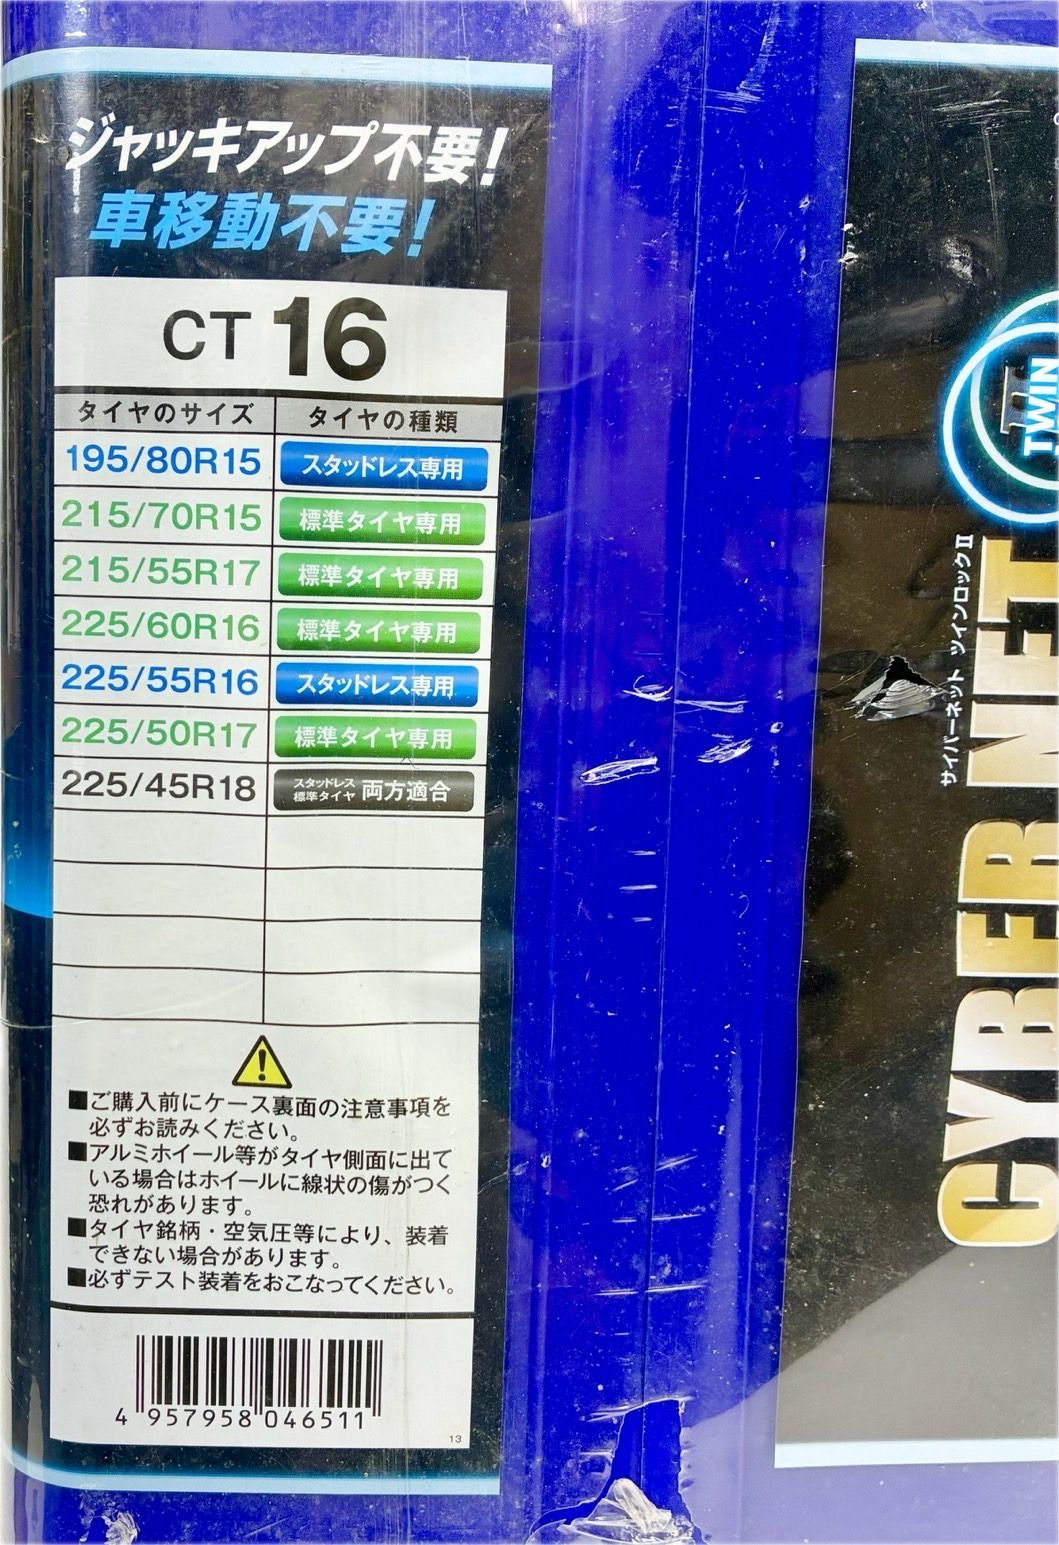 ジャッキアップ不要!
車移動不要!
CT 16
タイヤのサイズ タイヤの種類
195/80R15 スタッドレス専用
215/70R15 標準タイヤ専用
215/55R17 標準タイヤ専用
225/60R16 標準タイヤ専用
225/55R16 スタッドレス専用
225/50R17 標準タイヤ専用
225/45R18 スタッドレス 標準タイヤ 両方適合
■ご購入前にケース裏面の注意事項を
必ずお読みください。
■アルミホイール等がタイヤ側面に出て
いる場合はホイールに線状の傷がつく
恐れがあります。
■タイヤ銘柄・空気圧等により、装着
できない場合があります。
■必ずテスト装着をおこなってください。
4 957958 046511
13
サイバーネット ツインロックII
CYBER NET
TWIN